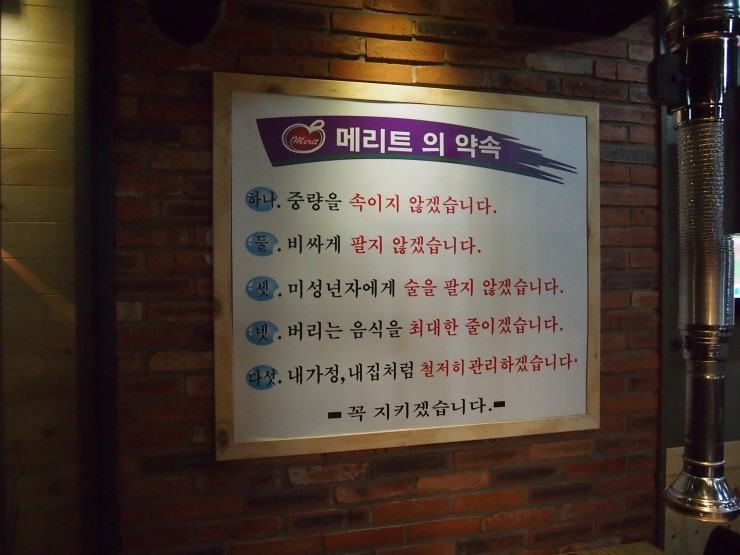 Merit 메리트 의 약속
하나. 중량을 속이지 않겠습니다.
둘. 비싸게 팔지 않겠습니다.
셋. 미성년자에게 술을 팔지 않겠습니다.
넷. 버리는 음식을 최대한 줄이겠습니다.
다섯. 내가정,내집처럼 철저히관리하겠습니다.
- 꼭 지키겠습니다.-